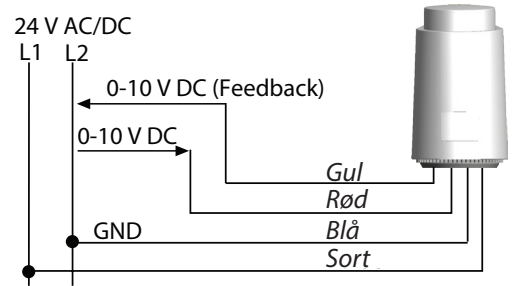 24 V AC/DC
L1 L2
0-10 V DC (Feedback)
0-10 V DC
Gul
Rød
GND Blå
Sort